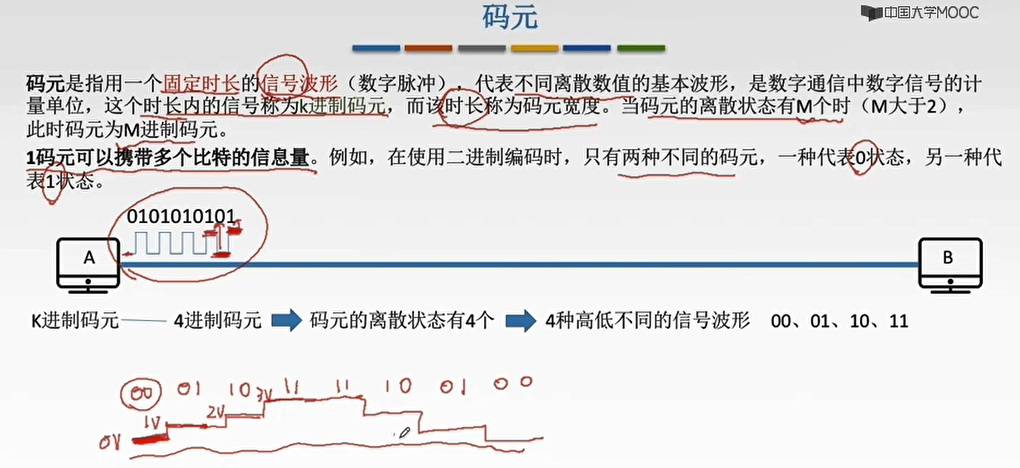 码元
中国大学MOOC
码元是指用一个固定时长的信号波形（数字脉冲），代表不同离散数值的基本波形，是数字通信中数字信号的计
量单位，这个时长内的信号称为k进制码元，而该时长称为码元宽度。当码元的离散状态有M个时（M大于2），
此时码元为M进制码元。
1码元可以携带多个比特的信息量。例如，在使用二进制编码时，只有两种不同的码元，一种代表0状态，另一种代
表1状态。
0101010101
A
B
K进制码元 4进制码元 码元的离散状态有4个 4种高低不同的信号波形 00、01、10、11
00 01 10 11 11 10 01 00
3V
2V
1V
0V